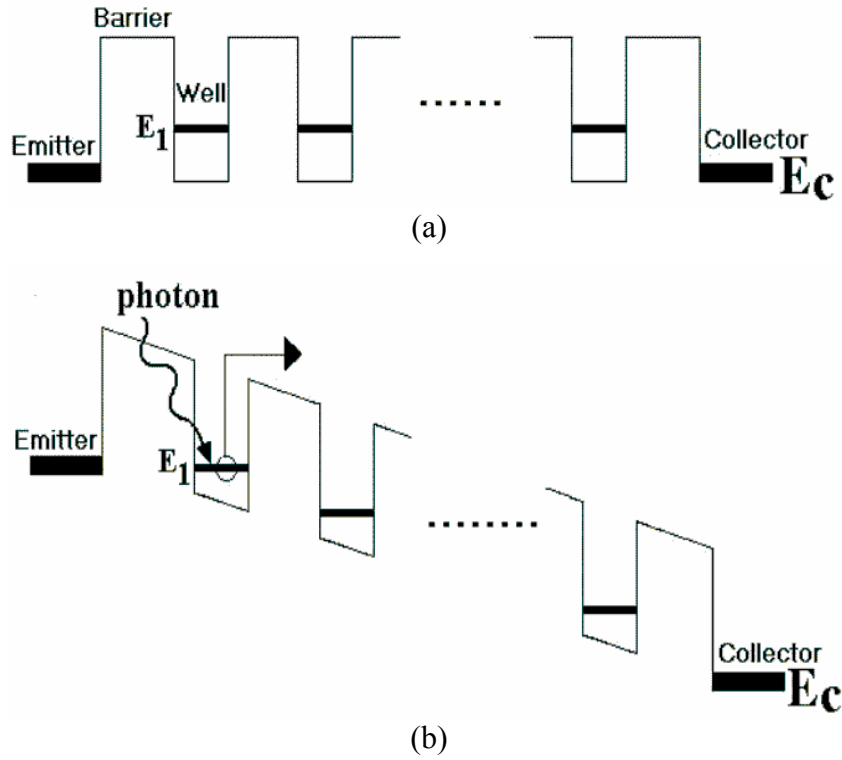 Barrier
Well
E1
Emitter
Collector
Ec
(a)
photon
Emitter
E1
Collector
Ec
(b)